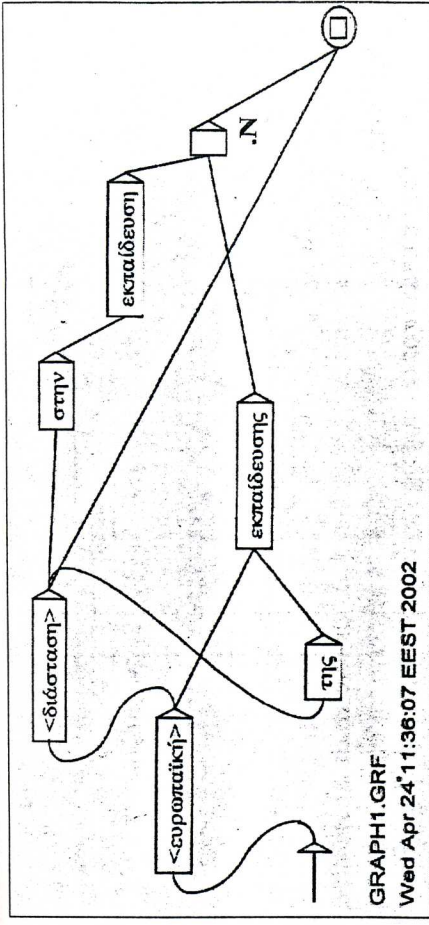 <διάσταση>
στην
εκπαίδευση
N'
<ευρωπαϊκή>
εκπαίδευσης
της
GRAPH1.GRF
Wed Apr 24 11:36:07 EEST 2002